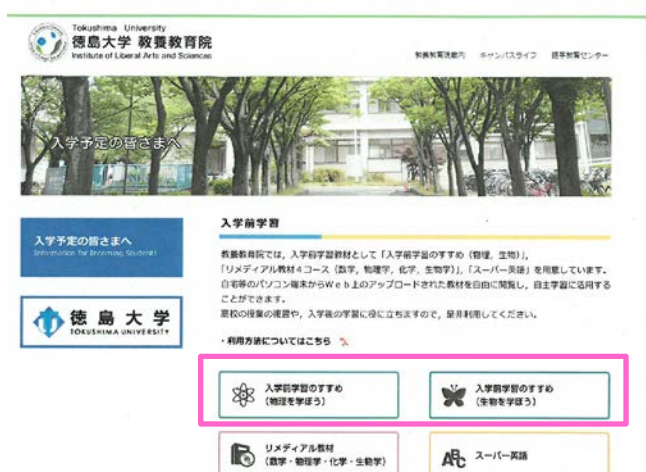 Tokushima University
徳島大学 教養教育院
Institute of Liberal Arts and Sciences
教養教育院案内 キャンパスライフ 語学教育センター
入学予定の皆さまへ
入学予定の皆さまへ
Information for Incoming Students
徳島大学
TOKUSHIMA UNIVERSITY
入学前学習
教養教育院では，入学前学習教材として「入学前学習のすすめ（物理，生物）」，
「リメディアル教材4コース（数学，物理学，化学，生物学）」，「スーパー英語」を用意しています。
自宅等のパソコン端末からWeb上のアップロードされた教材を自由に閲覧し，自主学習に活用する
ことができます。
高校の授業の復習や，入学後の学習に役に立ちますので，是非利用してください。
・利用方法についてはこちら
入学前学習のすすめ
（物理を学ぼう）
入学前学習のすすめ
（生物を学ぼう）
リメディアル教材
（数学・物理学・化学・生物学）
ABC スーパー英語